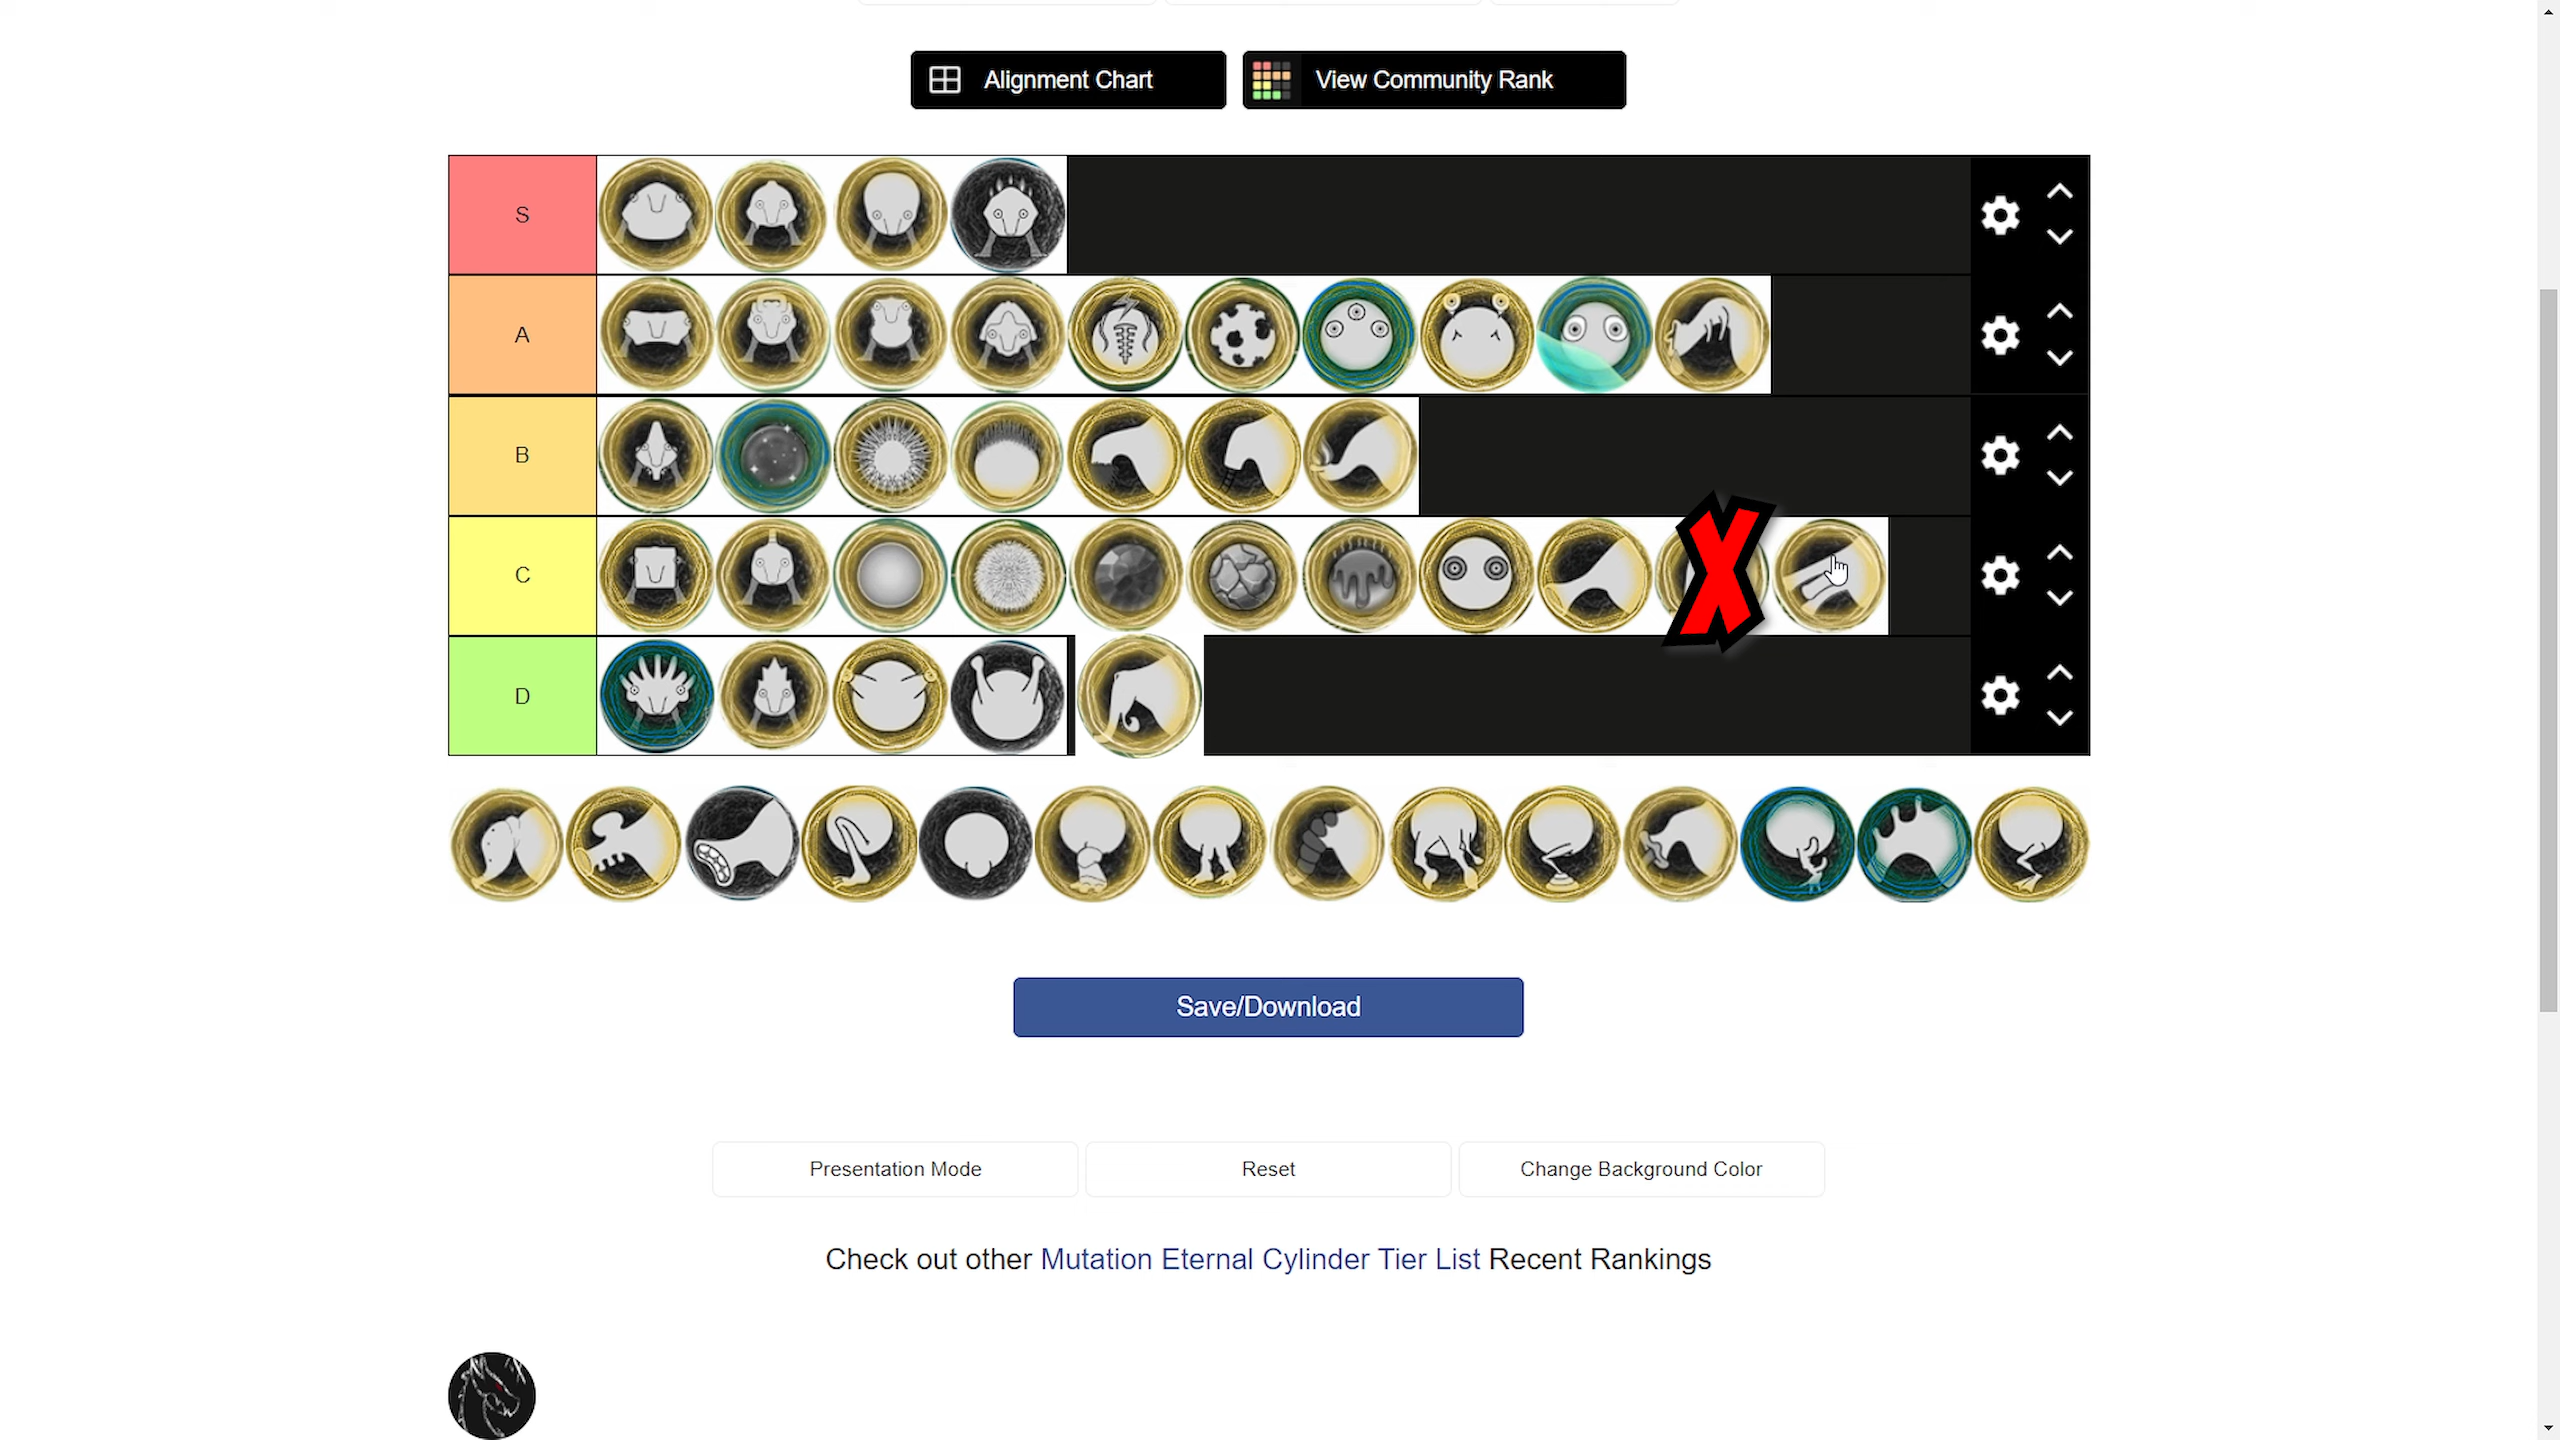 Alignment Chart
View Community Rank
S
A
B
C
X
D
Save/Download
Presentation Mode
Reset
Change Background Color
Check out other Mutation Eternal Cylinder Tier List Recent Rankings